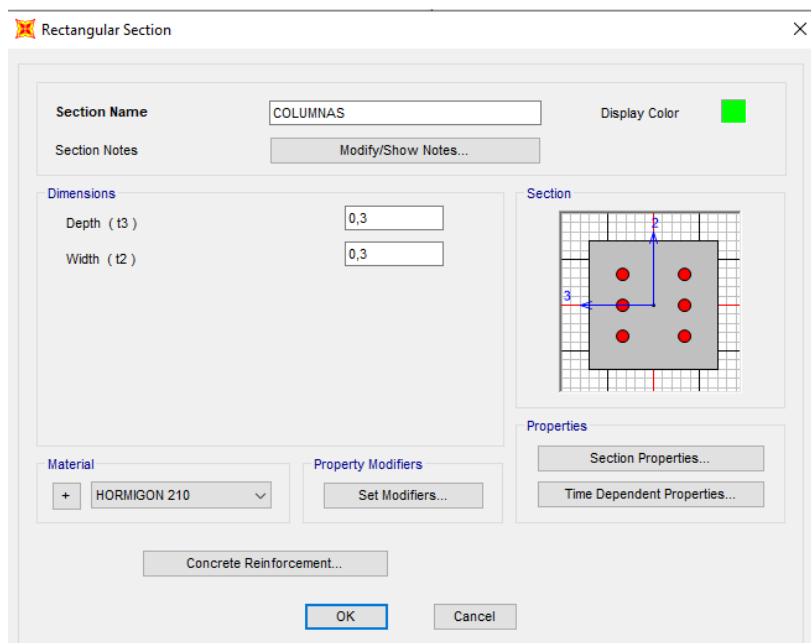 Rectangular Section
Section Name COLUMNAS Display Color
Section Notes Modify/Show Notes...
Dimensions
Depth ( t3 ) 0,3
Width ( t2 ) 0,3
Section
2
3
Properties
Section Properties...
Time Dependent Properties...
Material
+ HORMIGON 210
Property Modifiers
Set Modifiers...
Concrete Reinforcement...
OK Cancel